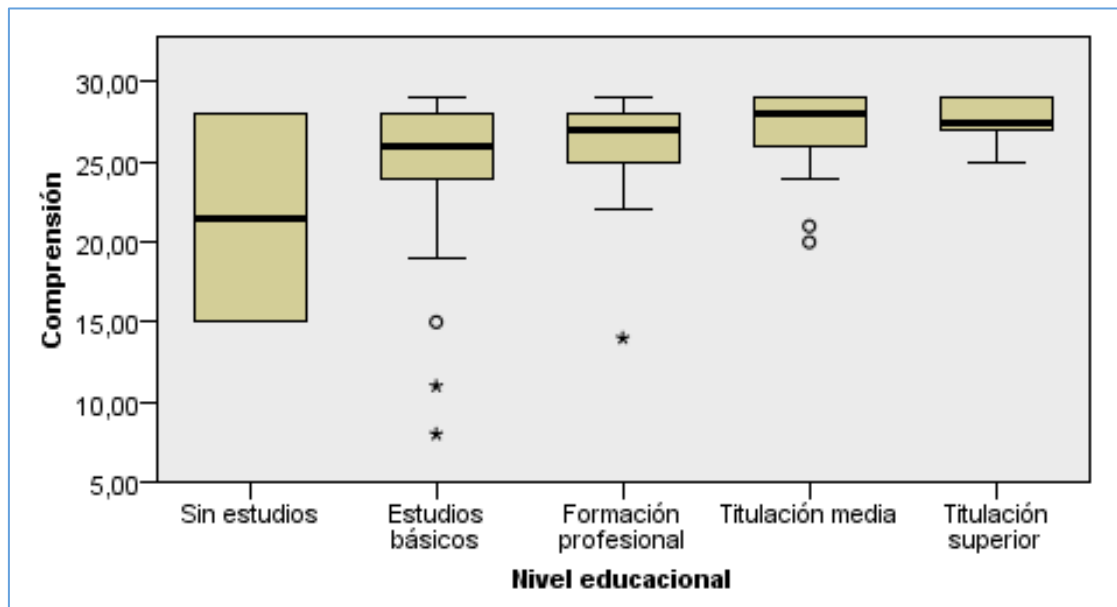 30,00
25,00
20,00
15,00
10,00
5,00
Comprensión
Sin estudios
Estudios
básicos
Formación
profesional
Titulación media
Titulación
superior
Nivel educacional